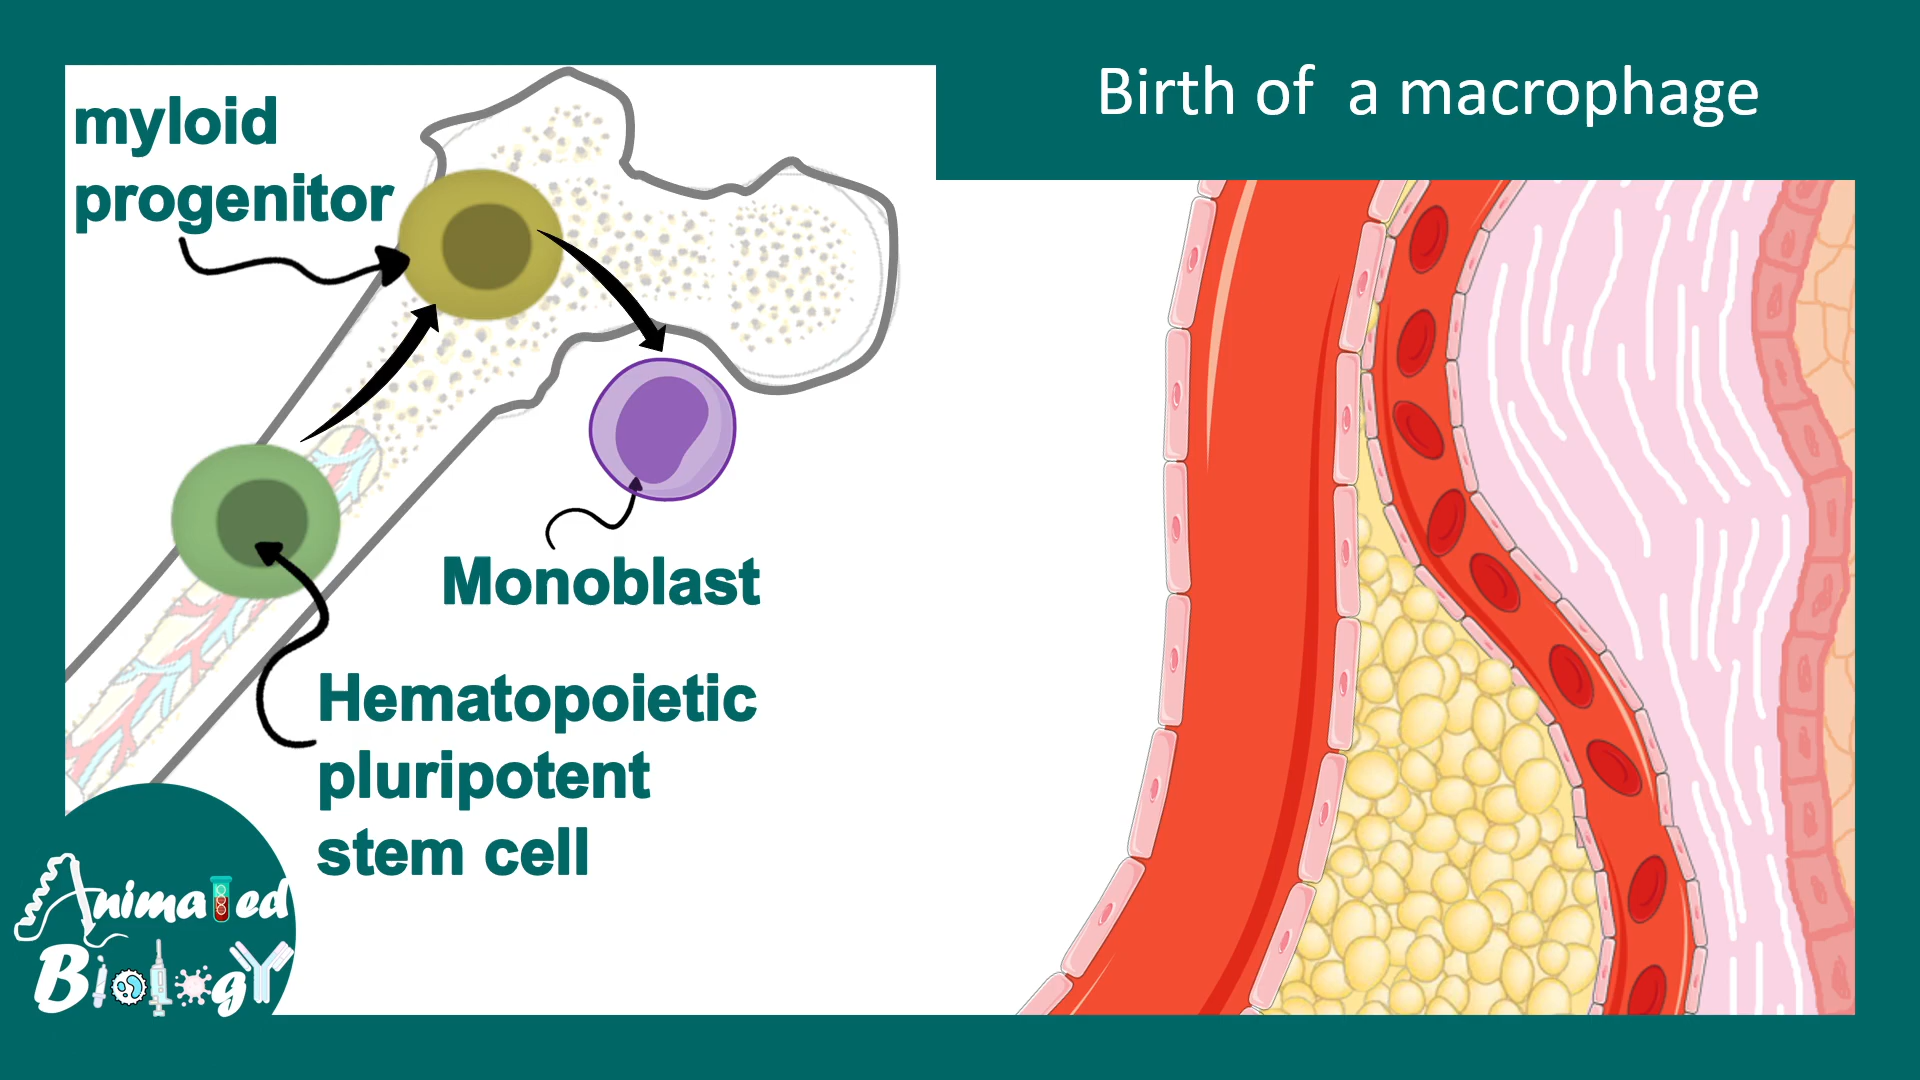 Birth of a macrophage
myloid
progenitor
Monoblast
Hematopoietic
pluripotent
stem cell
Animated
Biology